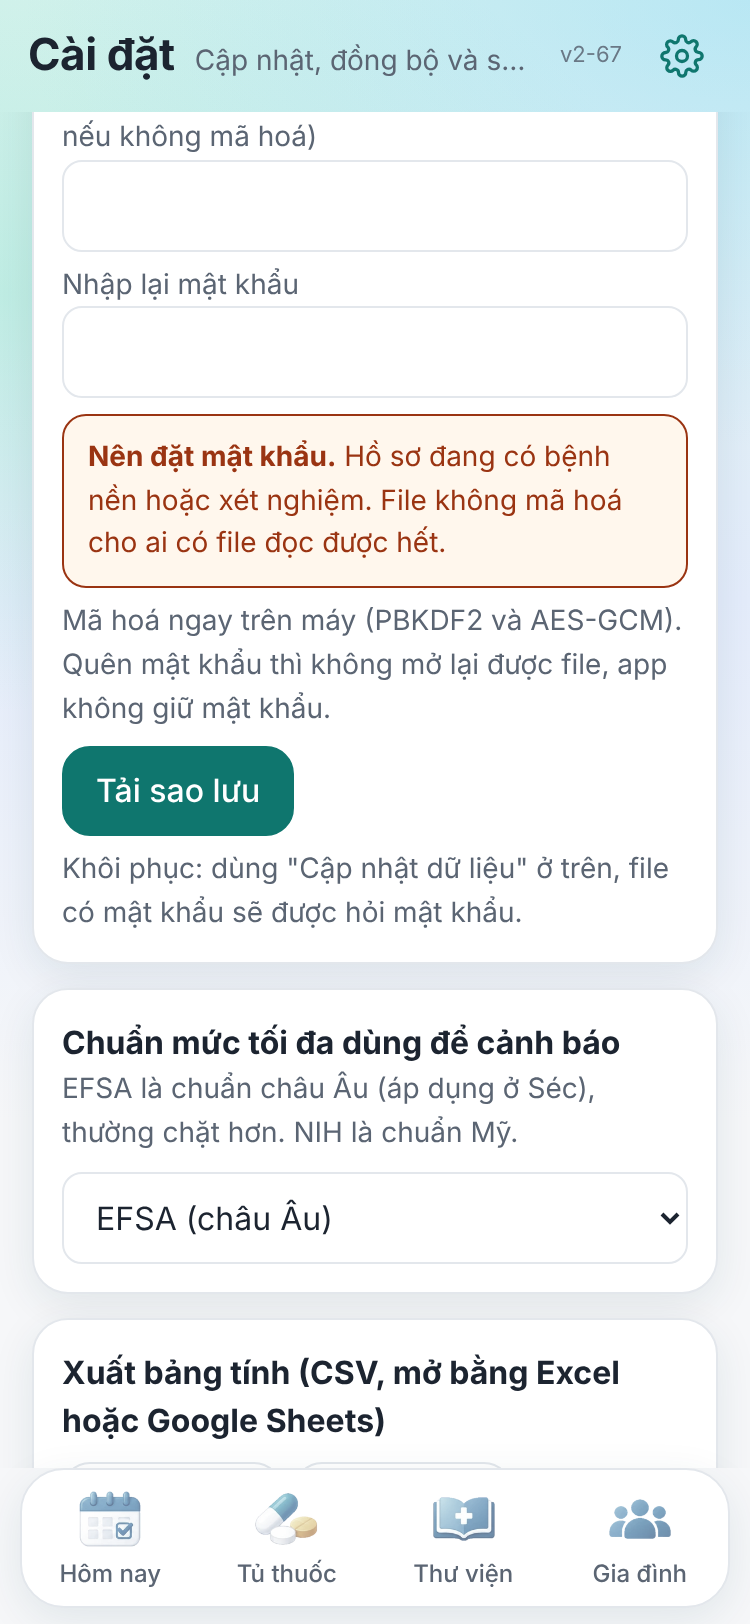 Cài đặt Cập nhật, đồng bộ và s... v2-67
nếu không mã hoá)
Nhập lại mật khẩu
Nên đặt mật khẩu. Hồ sơ đang có bệnh
nền hoặc xét nghiệm. File không mã hoá
cho ai có file đọc được hết.
Mã hoá ngay trên máy (PBKDF2 và AES-GCM).
Quên mật khẩu thì không mở lại được file, app
không giữ mật khẩu.
Tải sao lưu
Khôi phục: dùng "Cập nhật dữ liệu" ở trên, file
có mật khẩu sẽ được hỏi mật khẩu.
Chuẩn mức tối đa dùng để cảnh báo
EFSA là chuẩn châu Âu (áp dụng ở Séc),
thường chặt hơn. NIH là chuẩn Mỹ.
EFSA (châu Âu)
Xuất bảng tính (CSV, mở bằng Excel
hoặc Google Sheets)
Hôm nay Tủ thuốc Thư viện Gia đình